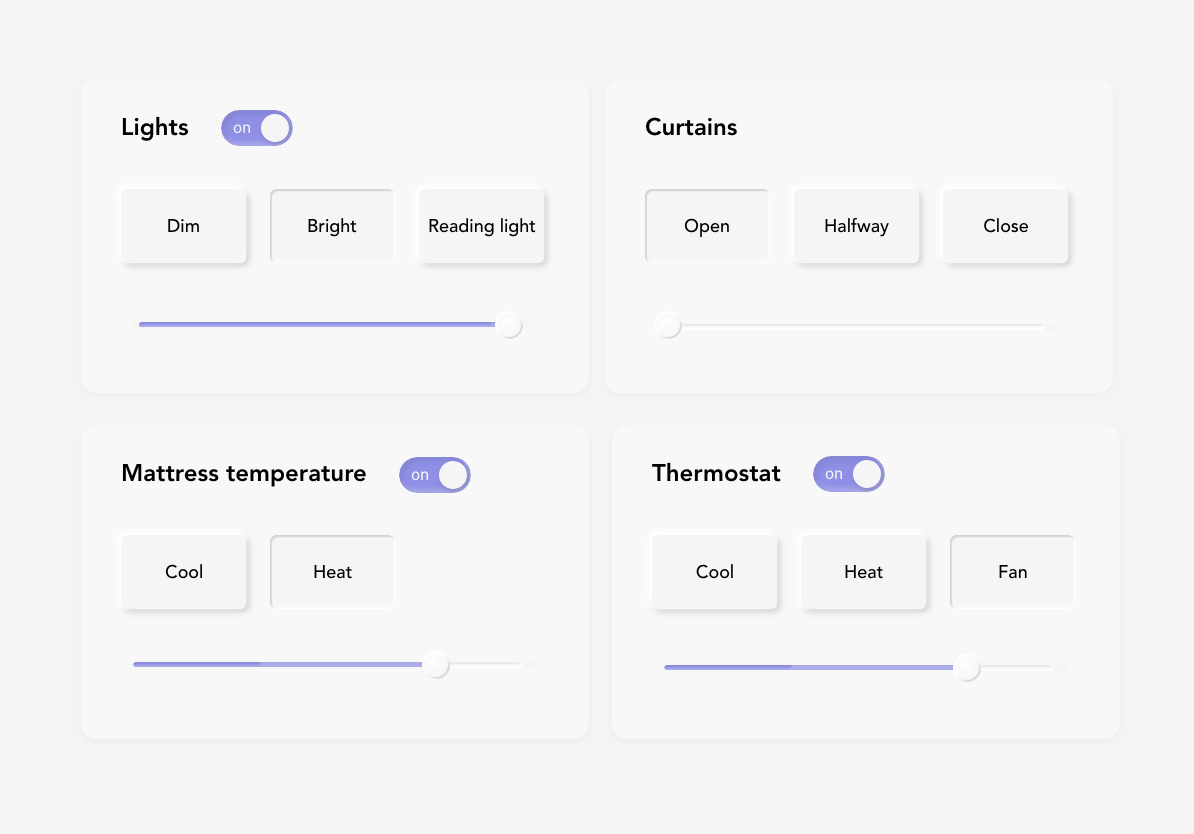 Lights on
Dim Bright Reading light
Curtains
Open Halfway Close
Mattress temperature on
Cool Heat
Thermostat on
Cool Heat Fan